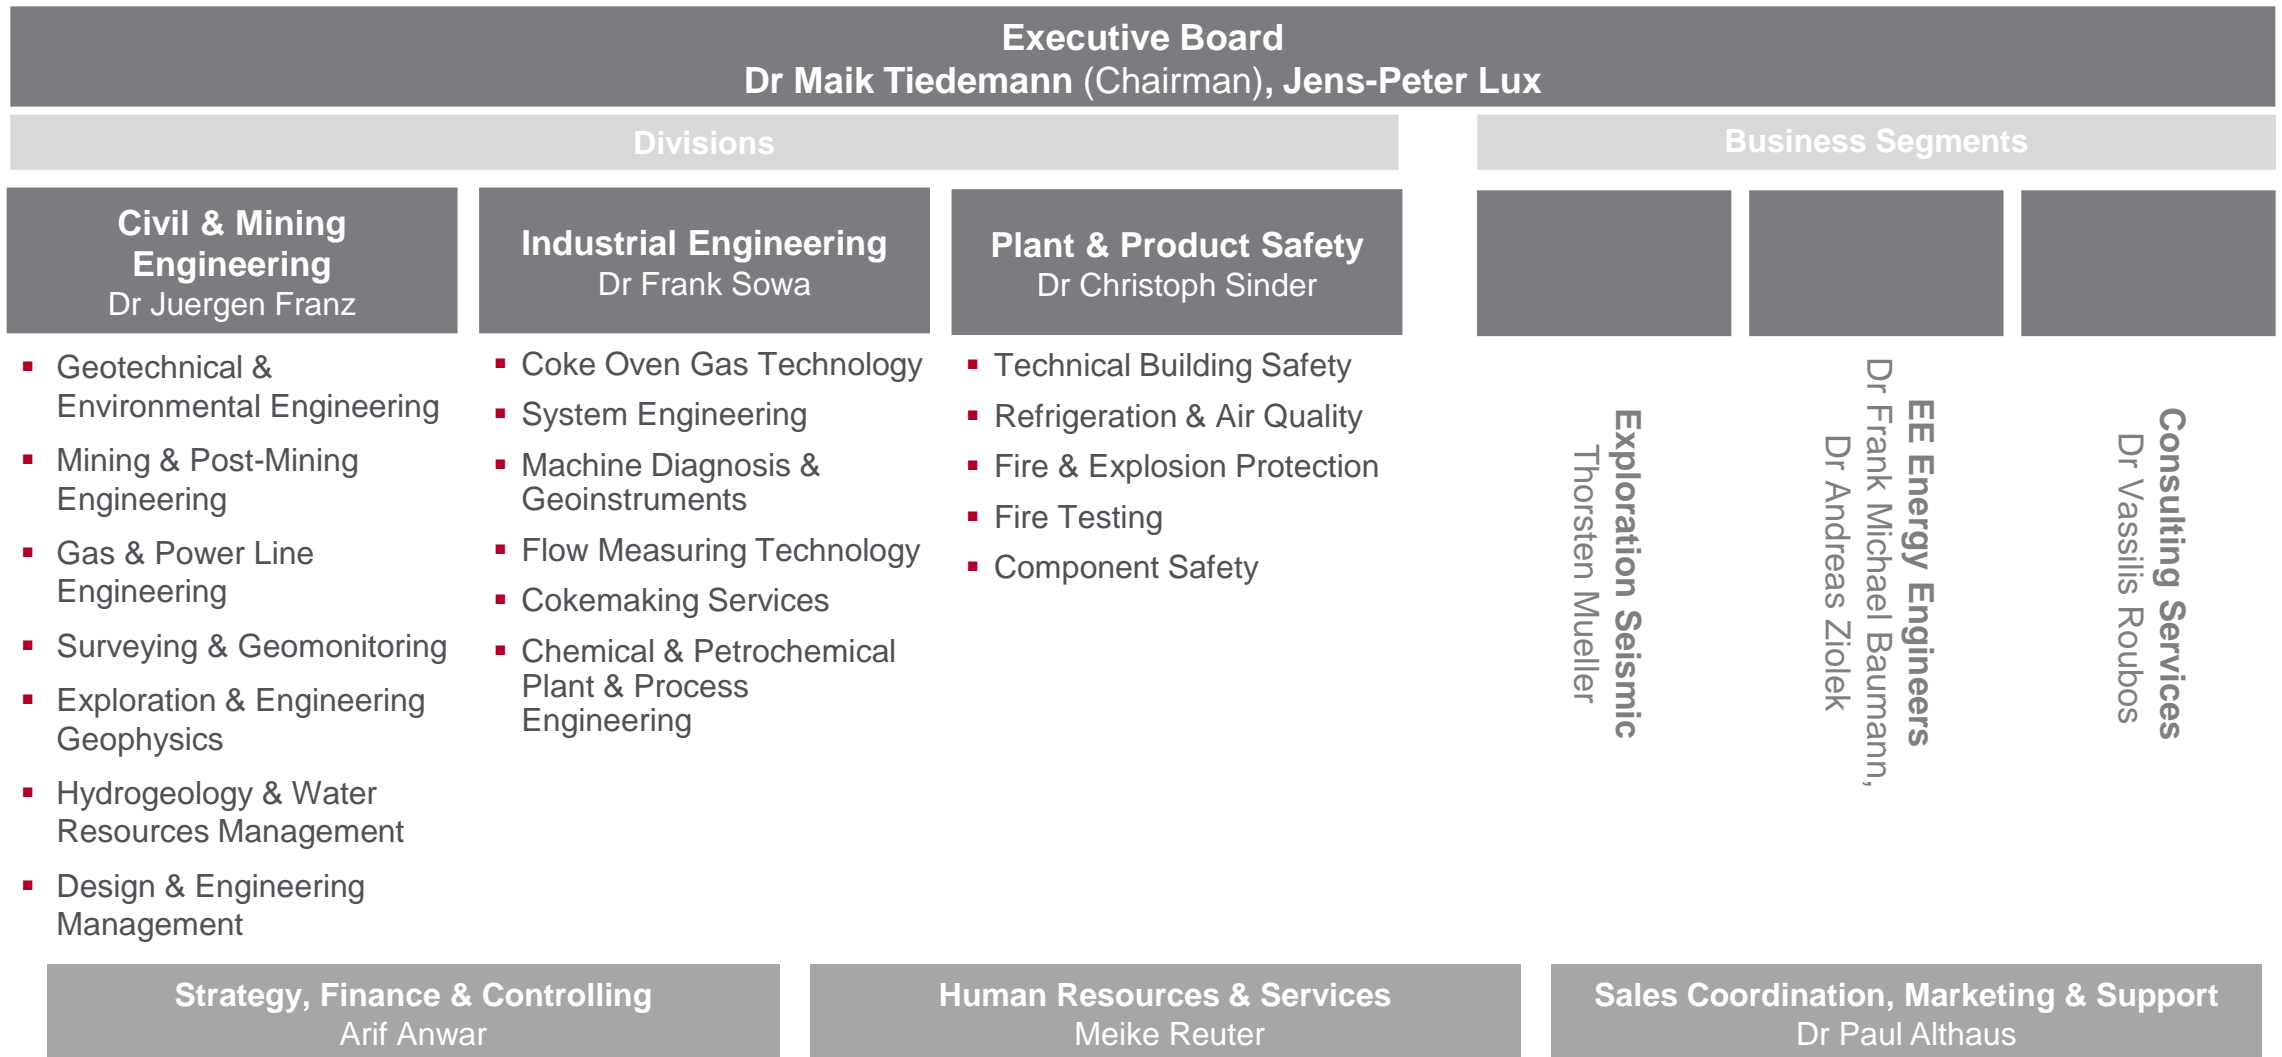 Executive Board
Dr Maik Tiedemann (Chairman), Jens-Peter Lux
Divisions
Civil & Mining
Engineering
Dr Juergen Franz
▪ Geotechnical &
Environmental Engineering
▪ Mining & Post-Mining
Engineering
▪ Gas & Power Line
Engineering
▪ Surveying & Geomonitoring
▪ Exploration & Engineering
Geophysics
▪ Hydrogeology & Water
Resources Management
▪ Design & Engineering
Management
Industrial Engineering
Dr Frank Sowa
▪ Coke Oven Gas Technology
▪ System Engineering
▪ Machine Diagnosis &
Geoinstruments
▪ Flow Measuring Technology
▪ Cokemaking Services
▪ Chemical & Petrochemical
Plant & Process
Engineering
Plant & Product Safety
Dr Christoph Sinder
▪ Technical Building Safety
▪ Refrigeration & Air Quality
▪ Fire & Explosion Protection
▪ Fire Testing
▪ Component Safety
Business Segments
Exploration Seismic
Thorsten Mueller
EE Energy Engineers
Dr Frank Michael Baumann,
Dr Andreas Ziolek
Consulting Services
Dr Vassilis Roubos
Strategy, Finance & Controlling
Arif Anwar
Human Resources & Services
Meike Reuter
Sales Coordination, Marketing & Support
Dr Paul Althaus